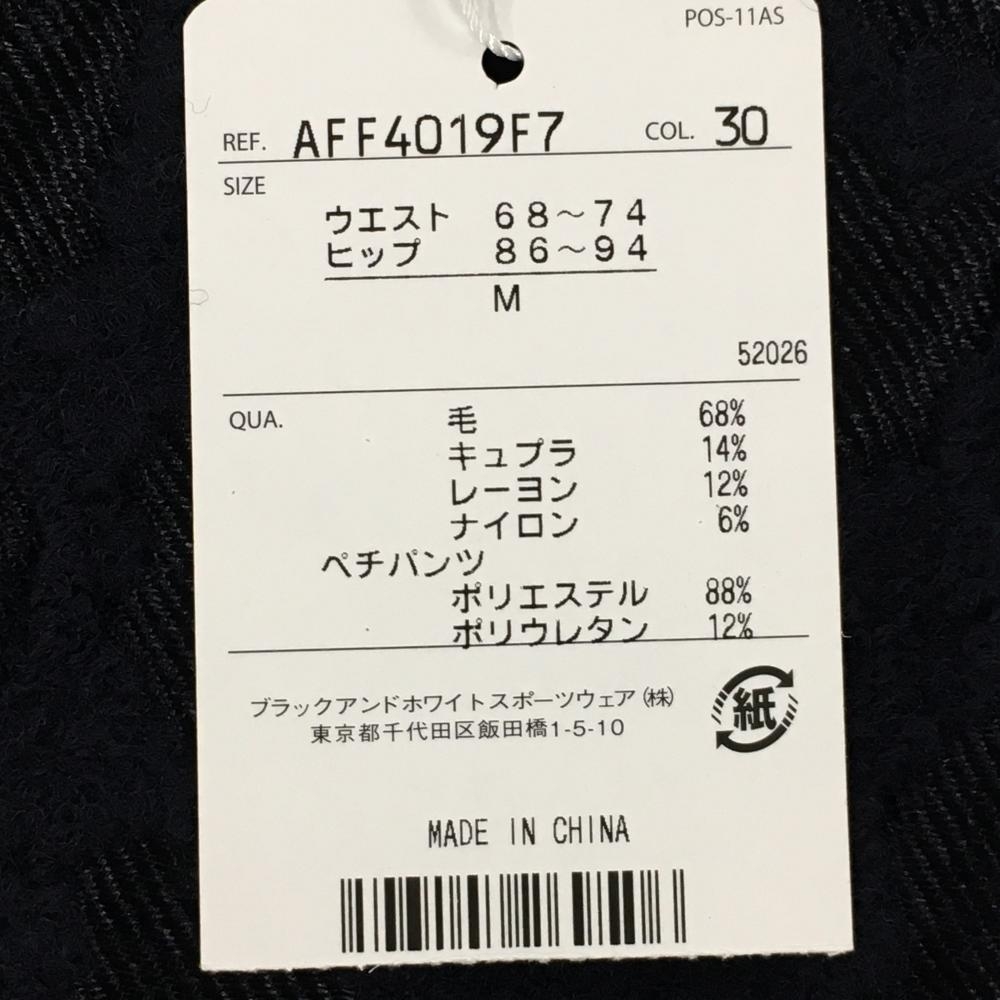 POS-11AS
REF. AFF4019F7 COL. 30
SIZE
ウエスト 68～74
ヒップ 86～94
M
52026
QUA. 毛 68%
キュプラ 14%
レーヨン 12%
ナイロン 6%
ペチパンツ
ポリエステル 88%
ポリウレタン 12%
ブラックアンドホワイトスポーツウェア(株)
東京都千代田区飯田橋1-5-10
紙
MADE IN CHINA